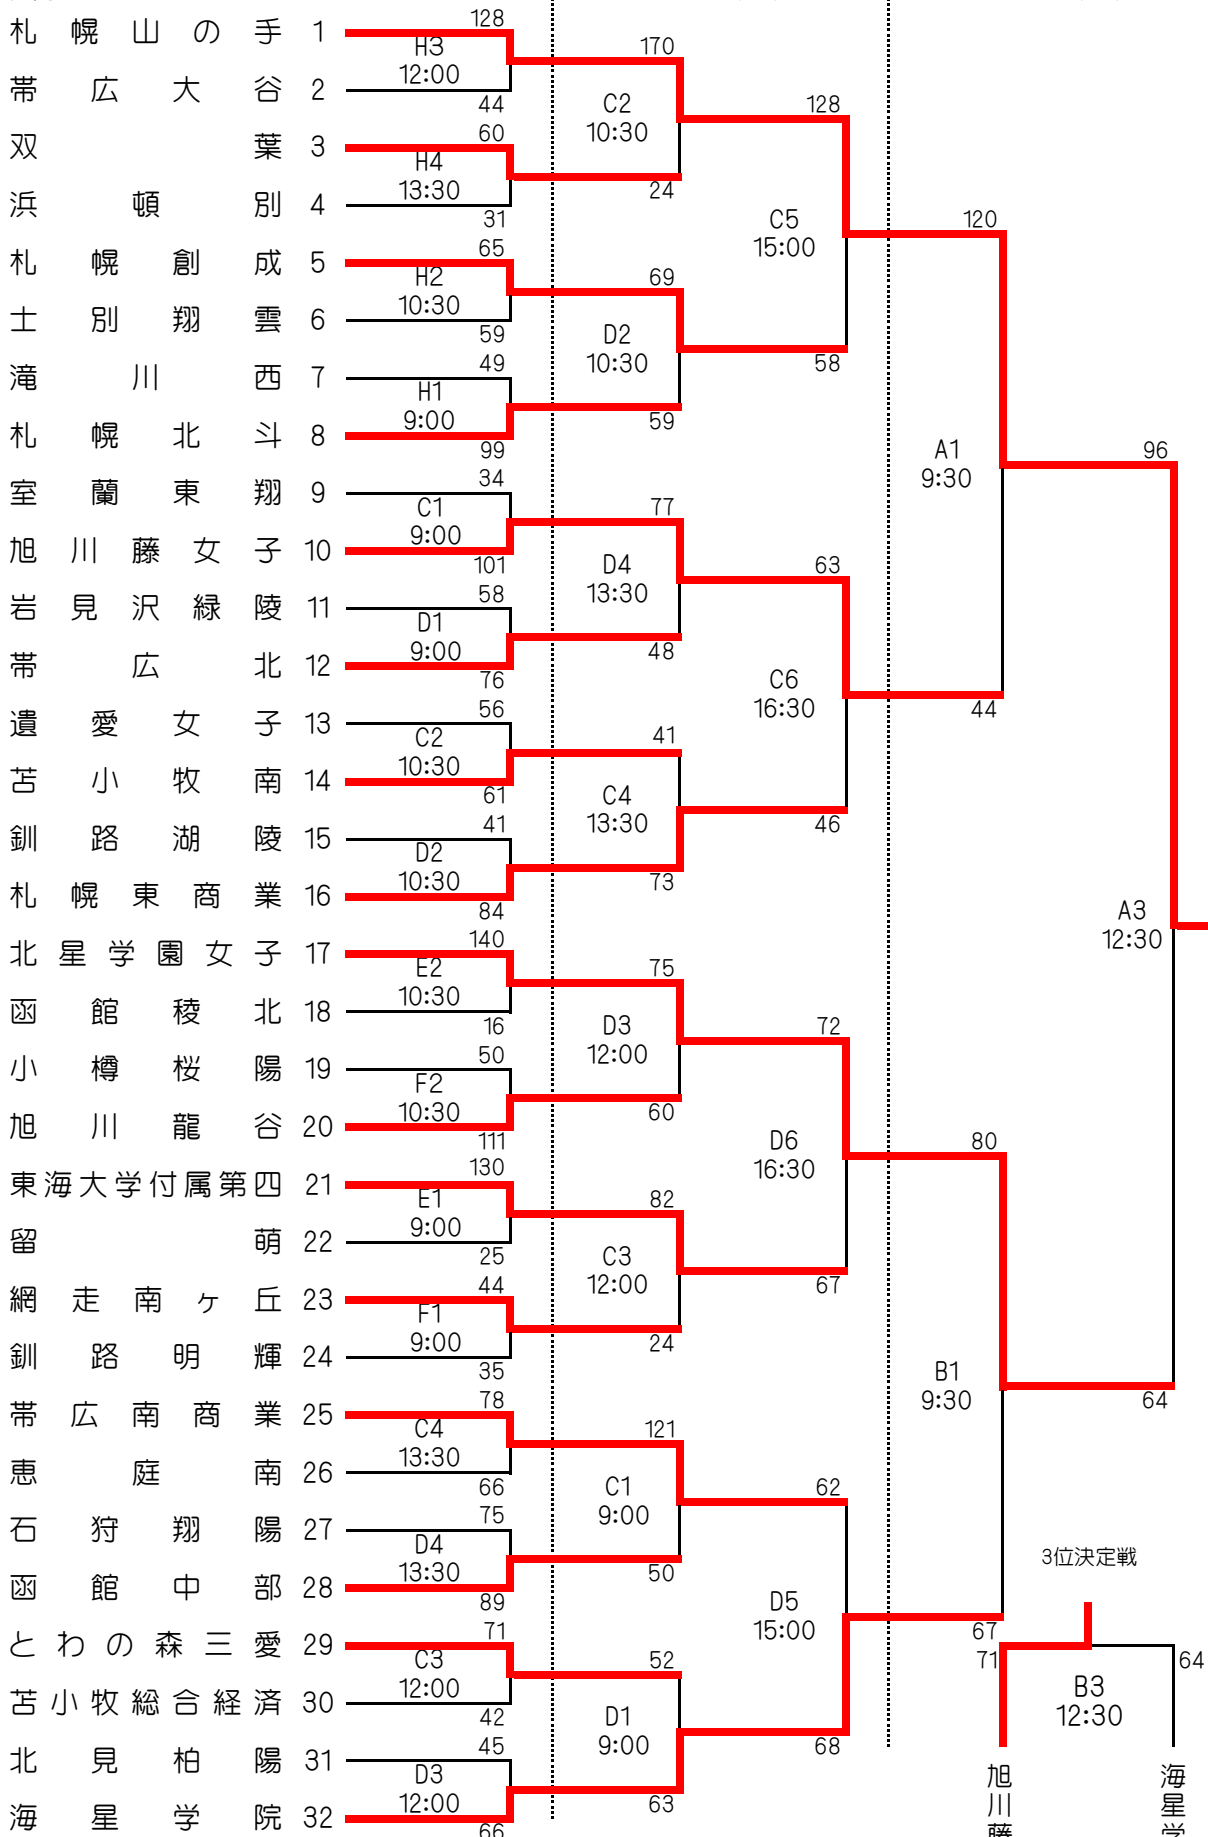 札幌山の手 1
128
H3
12:00
帯広大谷 2
44
双葉 3
60
H4
13:30
浜頓別 4
31
札幌創成 5
65
H2
10:30
士別翔雲 6
59
滝川西 7
49
H1
9:00
札幌北斗 8
99
室蘭東翔 9
34
C1
9:00
旭川藤女子 10
101
岩見沢緑陵 11
58
D1
9:00
帯広北 12
76
遺愛女子 13
56
C2
10:30
苫小牧南 14
61
釧路湖陵 15
41
D2
10:30
札幌東商業 16
84
北星学園女子 17
140
E2
10:30
函館稜北 18
16
小樽桜陽 19
50
F2
10:30
旭川龍谷 20
111
東海大学付属第四 21
130
E1
9:00
留萌 22
25
網走南ヶ丘 23
44
F1
9:00
釧路明輝 24
35
帯広南商業 25
78
C4
13:30
恵庭南 26
66
石狩翔陽 27
75
D4
13:30
函館中部 28
89
とわの森三愛 29
71
C3
12:00
苫小牧総合経済 30
42
北見柏陽 31
45
D3
12:00
海星学院 32
66
170
C2
10:30
24
69
D2
10:30
59
77
D4
13:30
48
41
C4
13:30
73
75
D3
12:00
60
82
C3
12:00
24
121
C1
9:00
50
52
D1
9:00
63
128
C5
15:00
58
63
C6
16:30
46
72
D6
16:30
67
62
D5
15:00
68
120
A1
9:30
44
80
B1
9:30
67
96
A3
12:30
64
3位決定戦
71
64
B3
12:30
旭川藤
海星学